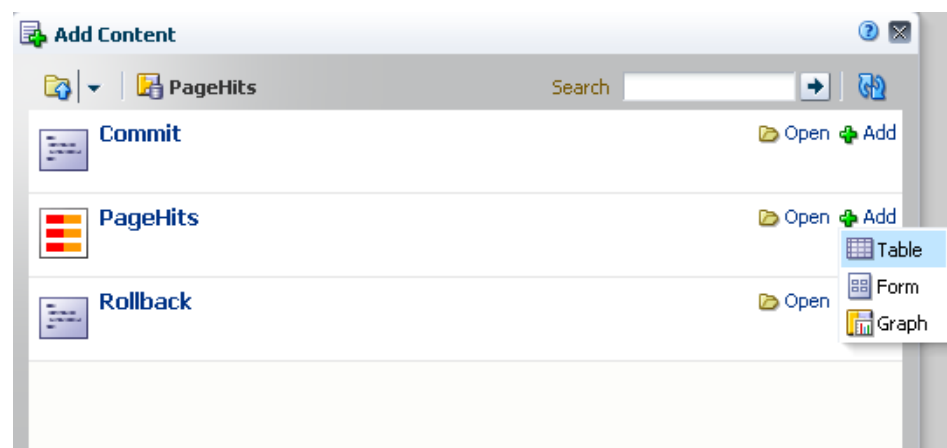 Add Content
PageHits Search
Commit Open Add
PageHits Open Add
Table
Rollback Open Form
Graph